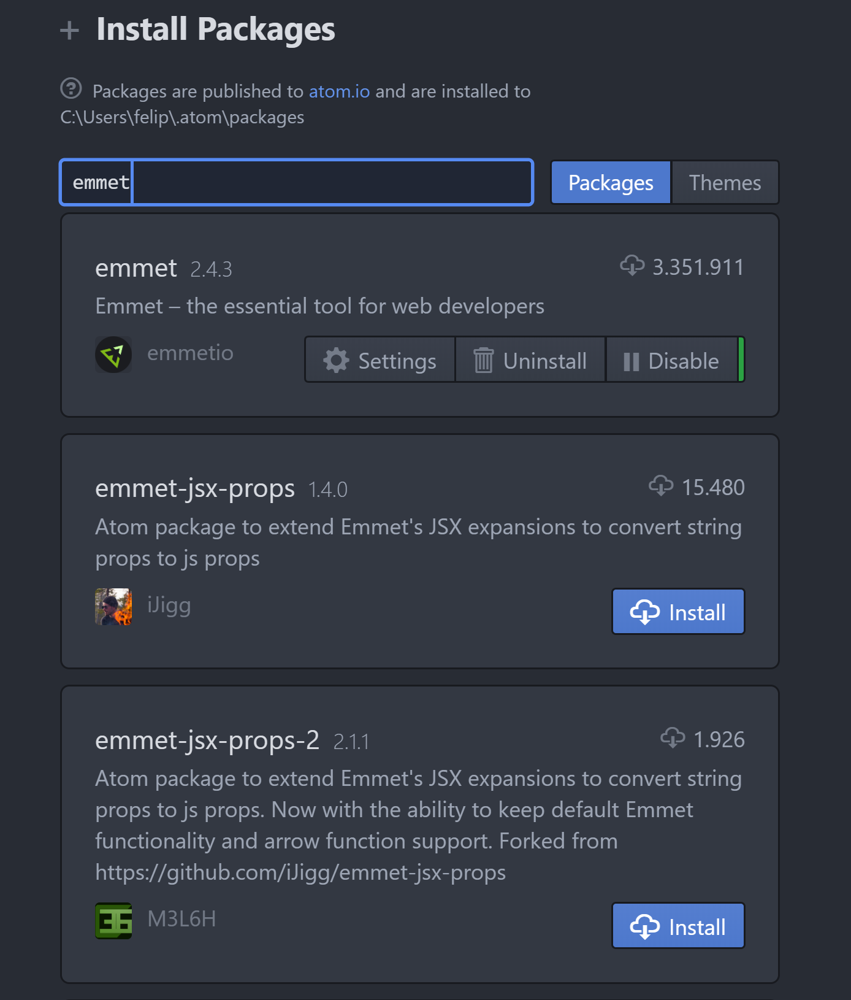 Install Packages
Packages are published to atom.io and are installed to
C:\Users\felip\.atom\packages
emmet
Packages
Themes
emmet 2.4.3
3.351.911
Emmet – the essential tool for web developers
emmetio
Settings
Uninstall
Disable
emmet-jsx-props 1.4.0
15.480
Atom package to extend Emmet's JSX expansions to convert string
props to js props
iJigg
Install
emmet-jsx-props-2 2.1.1
1.926
Atom package to extend Emmet's JSX expansions to convert string
props to js props. Now with the ability to keep default Emmet
functionality and arrow function support. Forked from
https://github.com/iJigg/emmet-jsx-props
M3L6H
Install